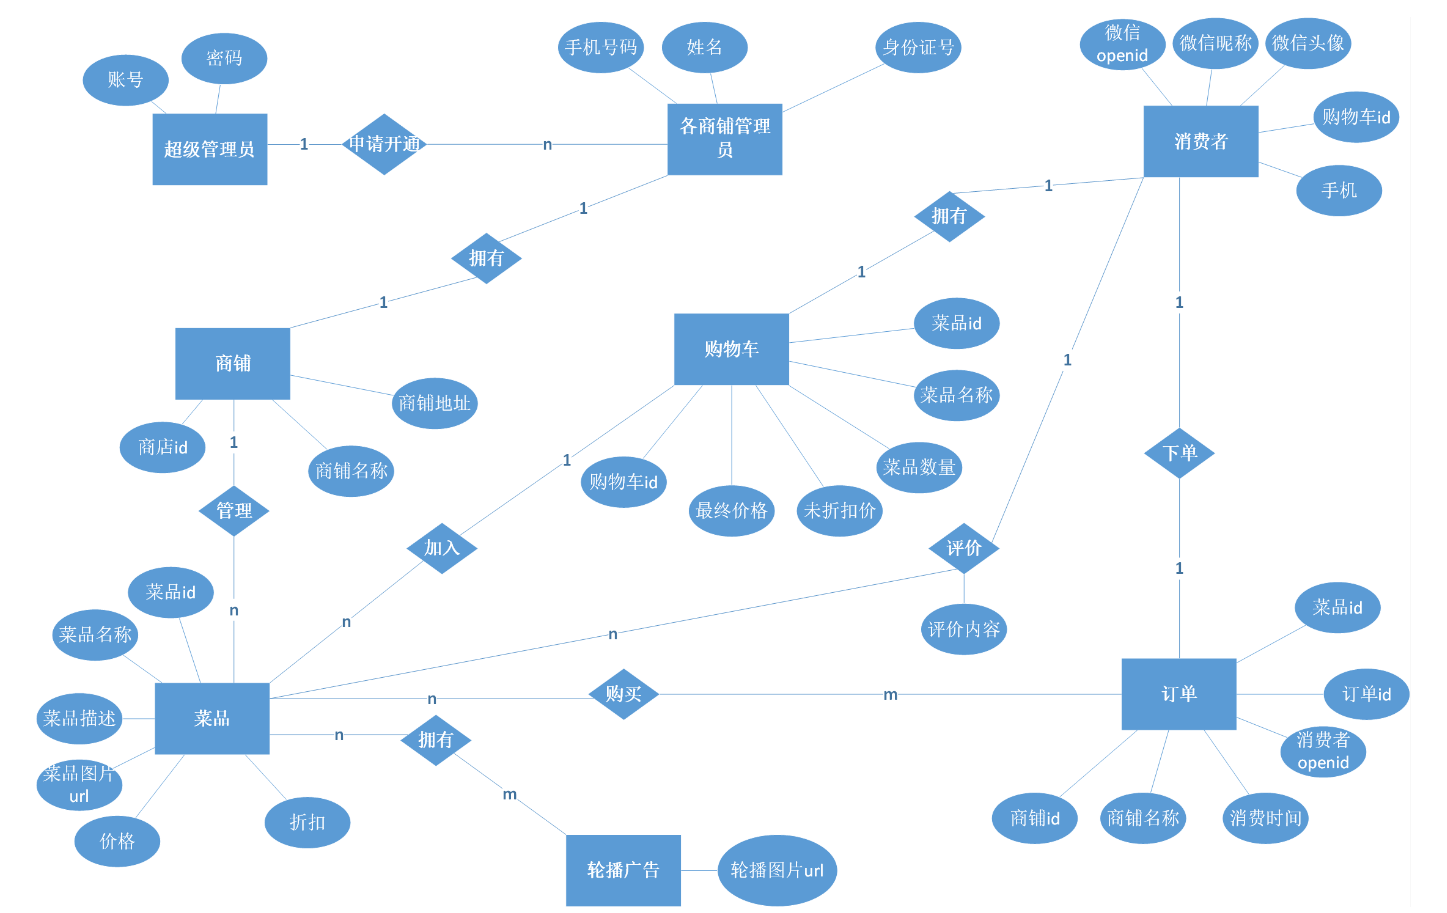 微信
openid
微信昵称
微信头像
手机号码
姓名
身份证号
密码
账号
购物车id
超级管理员
1
申请开通
n
各商铺管理
员
消费者
手机
1
拥有
1
拥有
1
1
1
1
商铺
购物车
菜品id
菜品名称
1
商铺地址
商店id
1
商铺名称
1
购物车id
菜品数量
最终价格
未折扣价
下单
管理
加入
评价
1
菜品id
n
n
评价内容
n
菜品id
菜品名称
菜品
n
购买
m
订单
订单id
菜品描述
n
拥有
消费者
openid
菜品图片
url
m
价格
折扣
商铺id
商铺名称
消费时间
轮播广告
轮播图片url